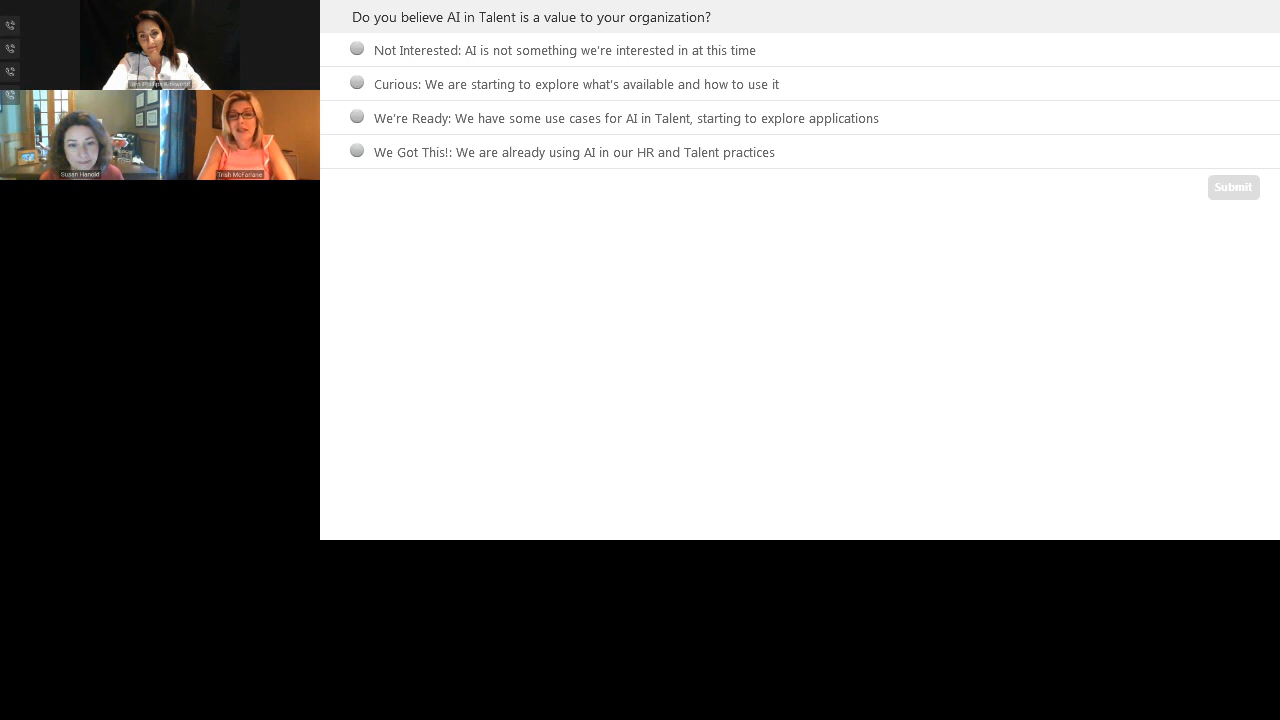 Susan Hanold
Trish McFarlane
Do you believe AI in Talent is a value to your organization?
Not Interested: AI is not something we're interested in at this time
Curious: We are starting to explore what's available and how to use it
We're Ready: We have some use cases for AI in Talent, starting to explore applications
We Got This!: We are already using AI in our HR and Talent practices
Submit